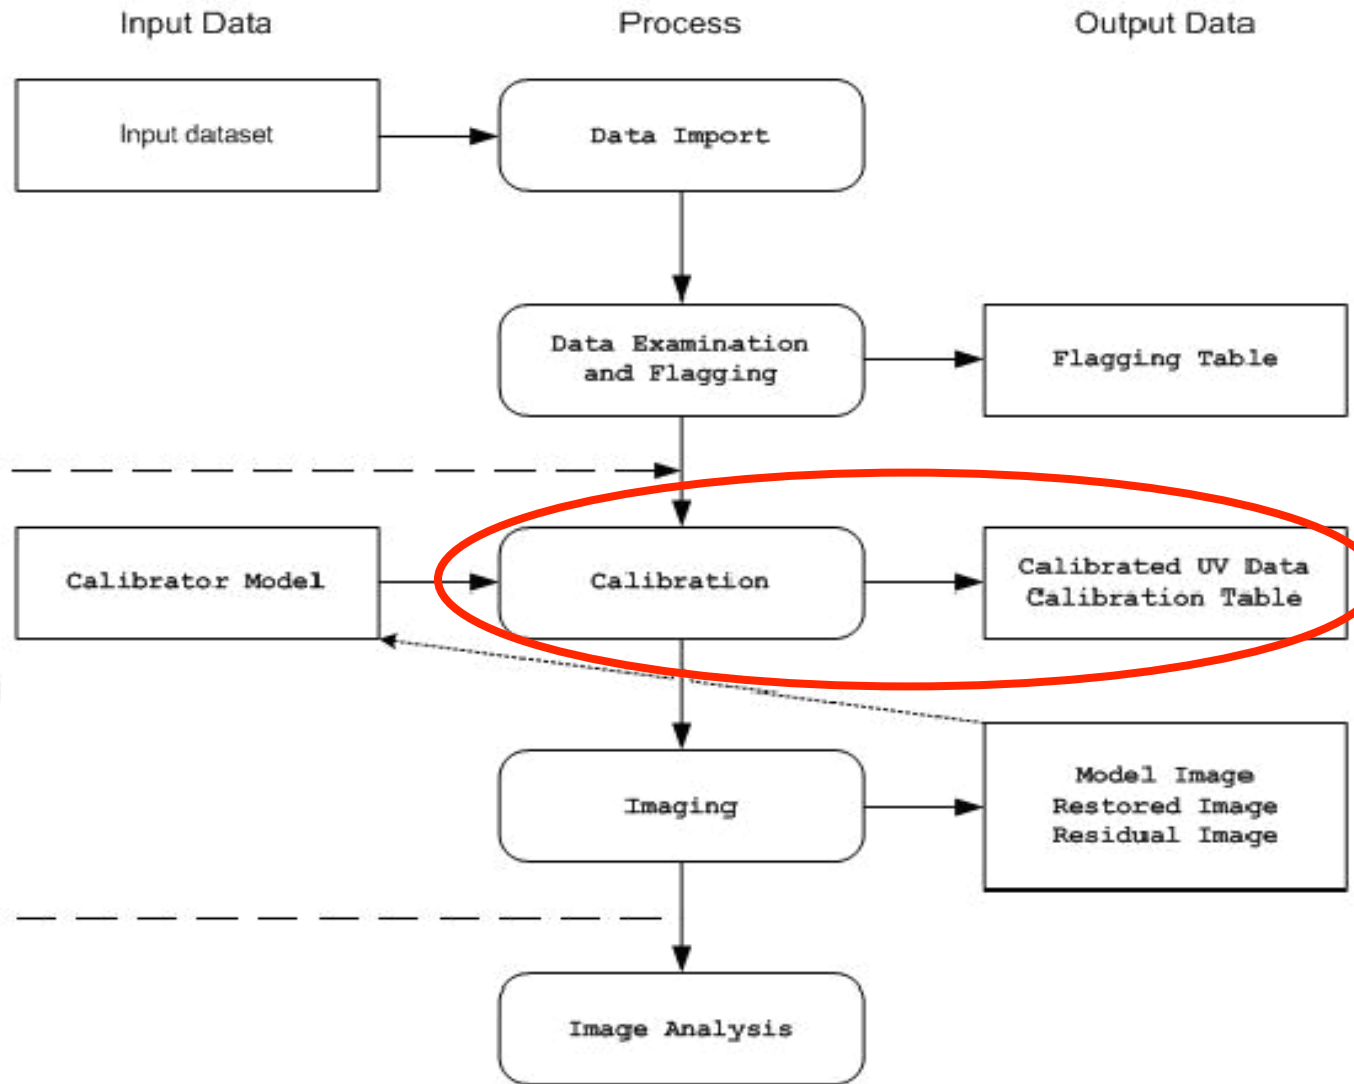 Input Data
Process
Output Data
Input dataset
Data Import
Data Examination
and Flagging
Flagging Table
Calibrator Model
Calibration
Calibrated UV Data
Calibration Table
Imaging
Model Image
Restored Image
Residual Image
Image Analysis